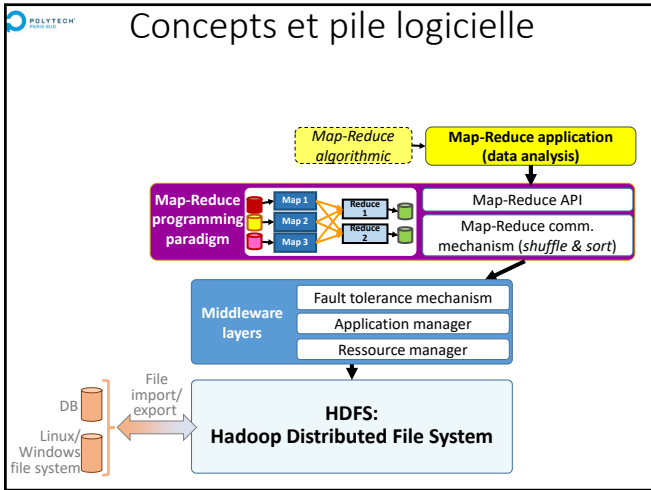 POLYTECH'
PARIS-SUD
Concepts et pile logicielle
Map-Reduce
algorithmic
Map-Reduce application
(data analysis)
Map-Reduce
programming
paradigm
Map 1
Map 2
Map 3
Reduce
1
Reduce
2
Map-Reduce API
Map-Reduce comm.
mechanism (shuffle & sort)
Middleware
layers
Fault tolerance mechanism
Application manager
Ressource manager
File
import/
export
DB
Linux/
Windows
file system
HDFS:
Hadoop Distributed File System